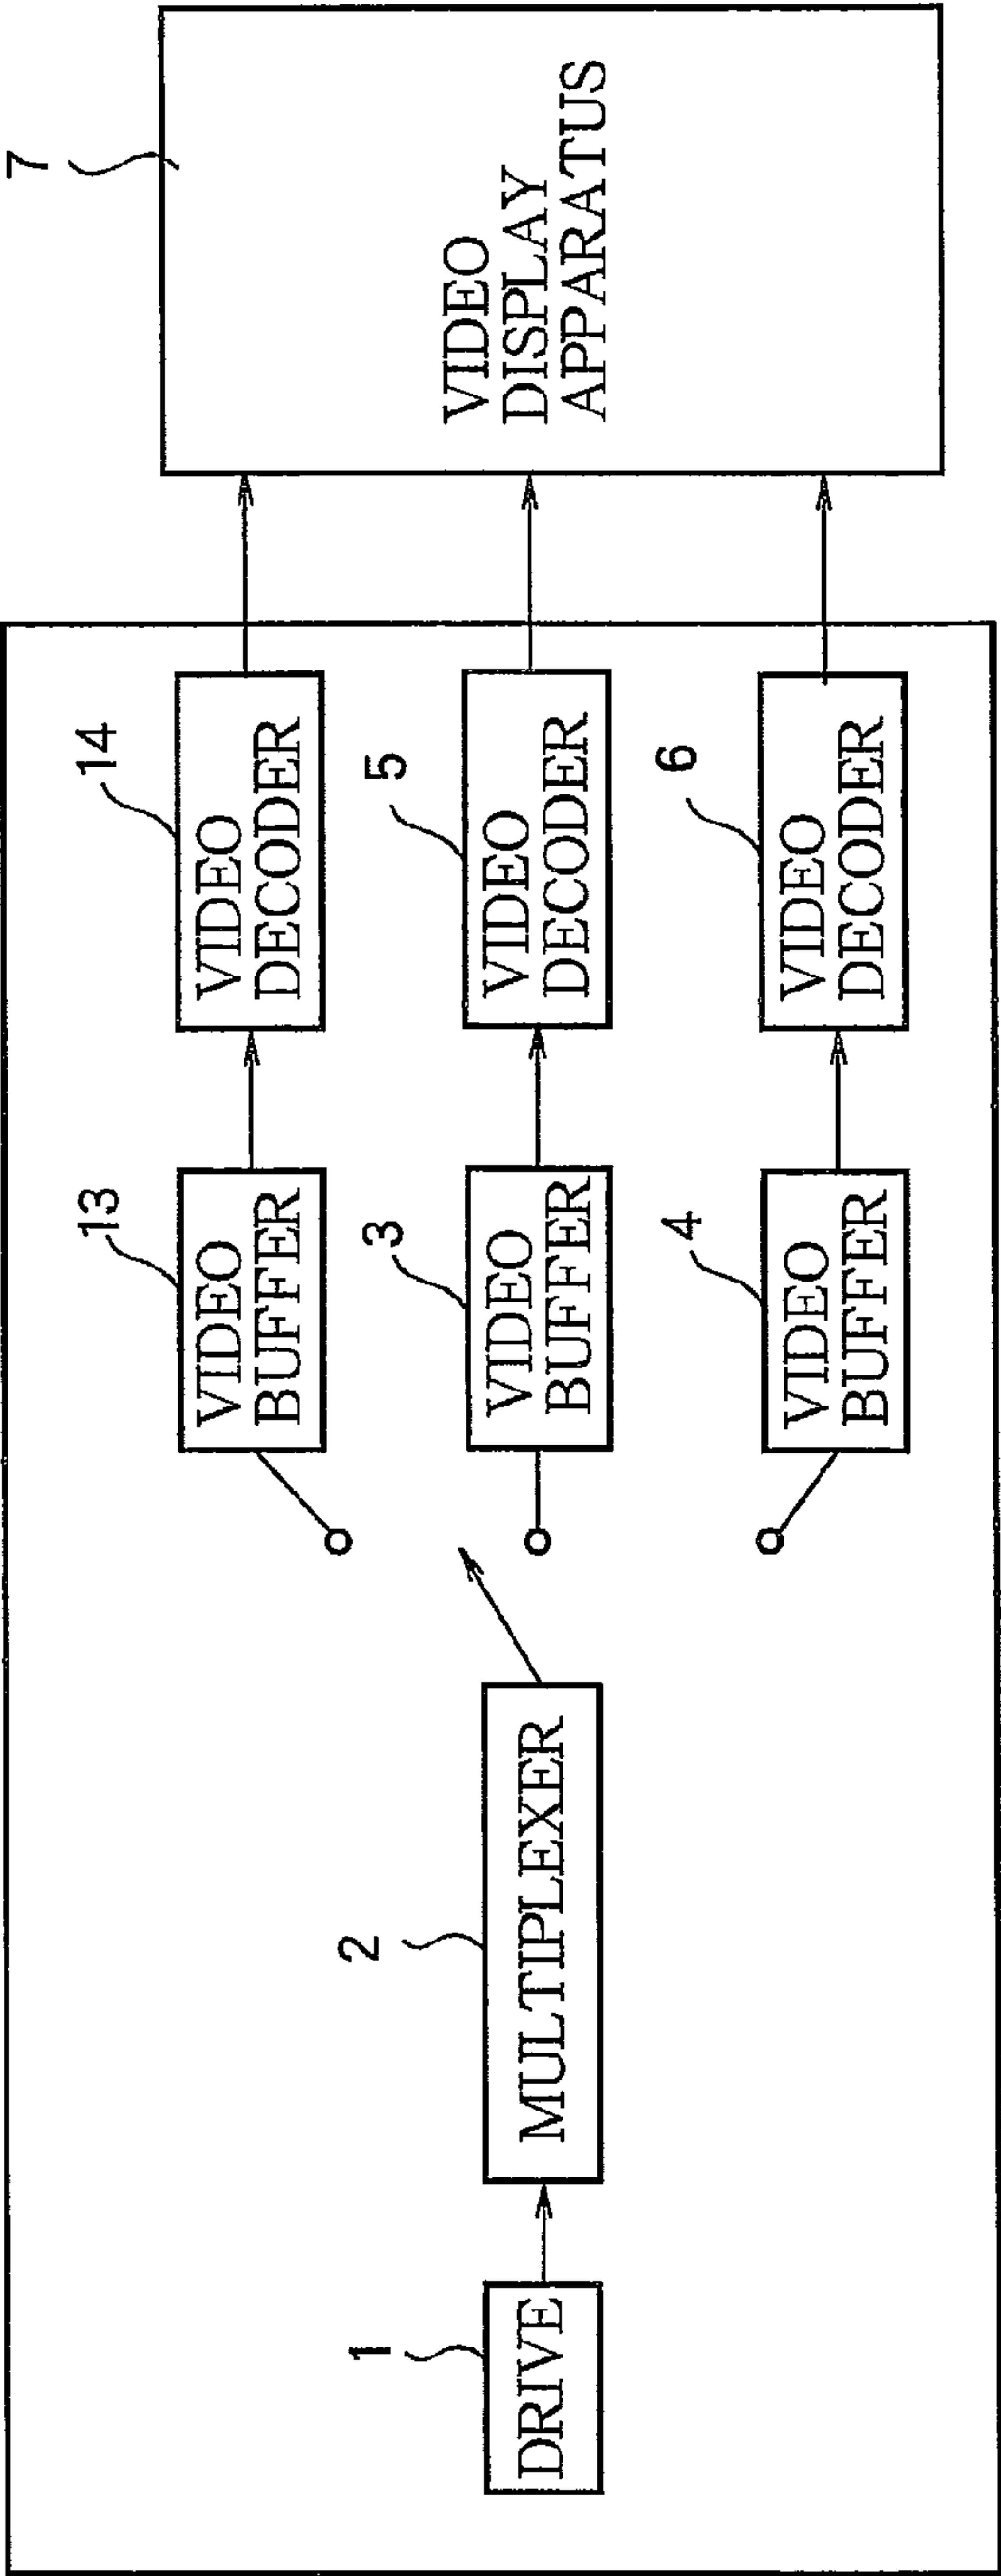 7
VIDEO
DISPLAY
APPARATUS
14
VIDEO
DECODER
5
VIDEO
DECODER
6
VIDEO
DECODER
13
VIDEO
BUFFER
3
VIDEO
BUFFER
4
VIDEO
BUFFER
2
MULTIPLEXER
1
DRIVE